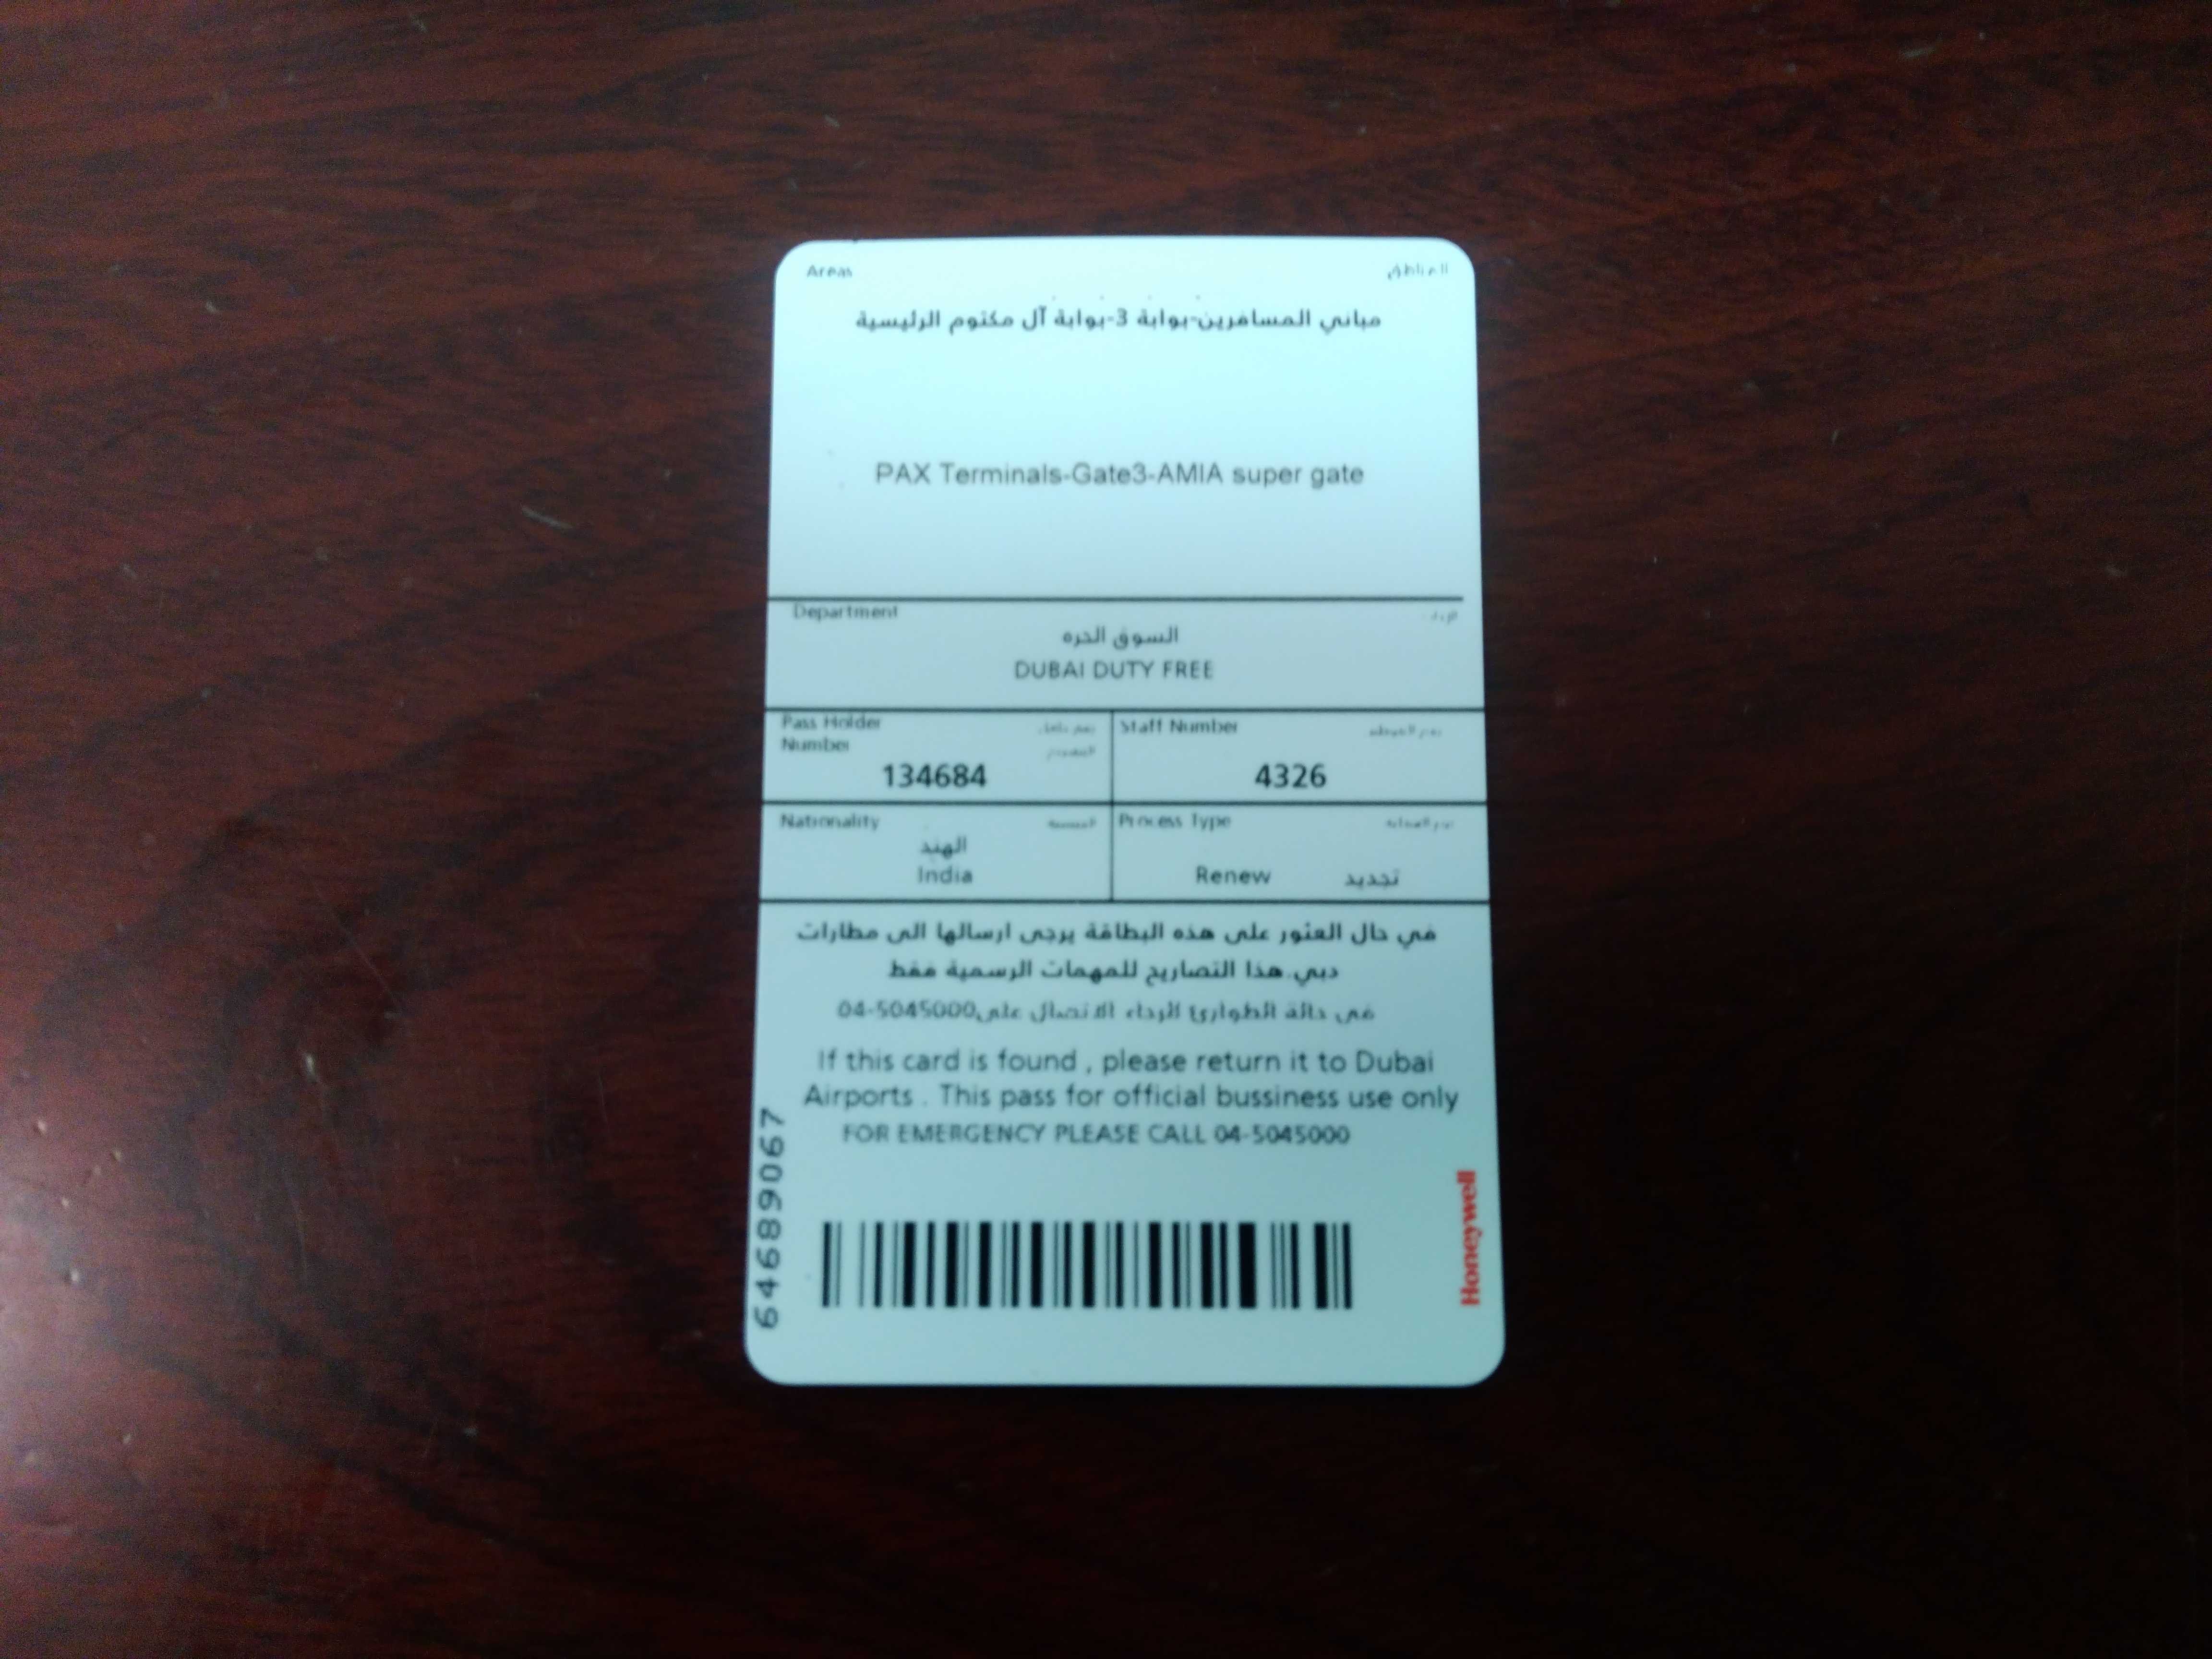 Areas المناطق
مباني المسافرين-بوابة 3-بوابة آل مكتوم الرئيسية
PAX Terminals-Gate3-AMIA super gate
Department
السوق الحره
DUBAI DUTY FREE
Pass Holder
Number
134684
Staff Number
4326
Nationality
الهند
India
Process Type
Renew تجديد
في حال العثور على هذه البطاقة يرجى ارسالها الى مطارات
دبي. هذا التصاريح للمهمات الرسمية فقط
في حالة الطوارئ الرجاء الاتصال على 04-5045000
If this card is found , please return it to Dubai
Airports . This pass for official bussiness use only
FOR EMERGENCY PLEASE CALL 04-5045000
64689067
Honeywell